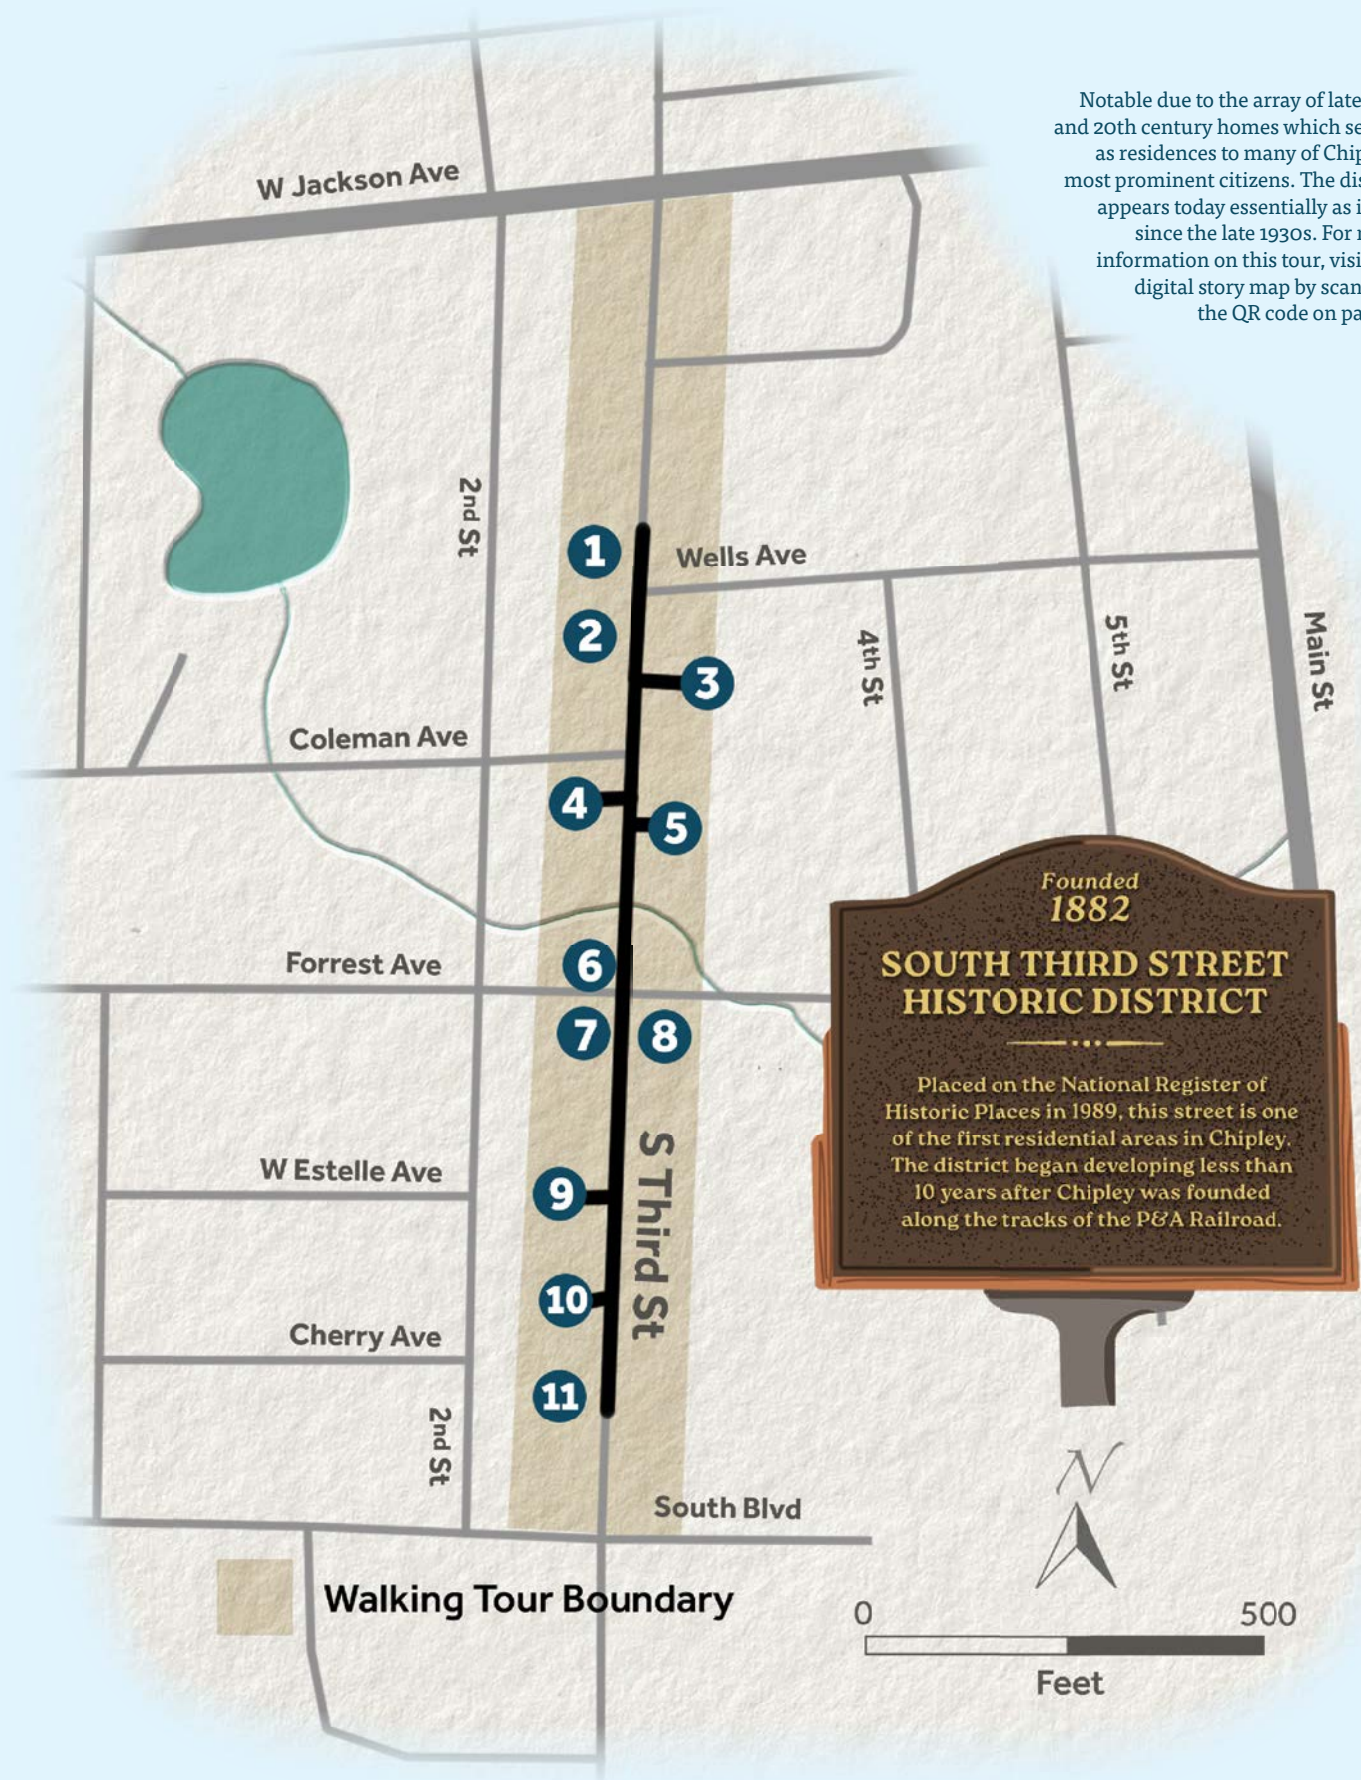 Notable due to the array of late
and 20th century homes which
as residences to many of
most prominent citizens. The
appears today essentially as
since the late 1930s. For
information on this tour,
digital story map by
the QR code on
W Jackson Ave
2nd St
1
Wells Ave
2
3
4th St
5th St
Main St
Coleman Ave
4
5
Forrest Ave
6
7
8
S Third St
W Estelle Ave
9
10
Cherry Ave
11
2nd St
South Blvd
Founded
1882
SOUTH THIRD STREET
HISTORIC DISTRICT
Placed on the National Register of
Historic Places in 1989, this street is one
of the first residential areas in Chipley.
The district began developing less than
10 years after Chipley was founded
along the tracks of the P&A Railroad.
N
Walking Tour Boundary
0 500
Feet